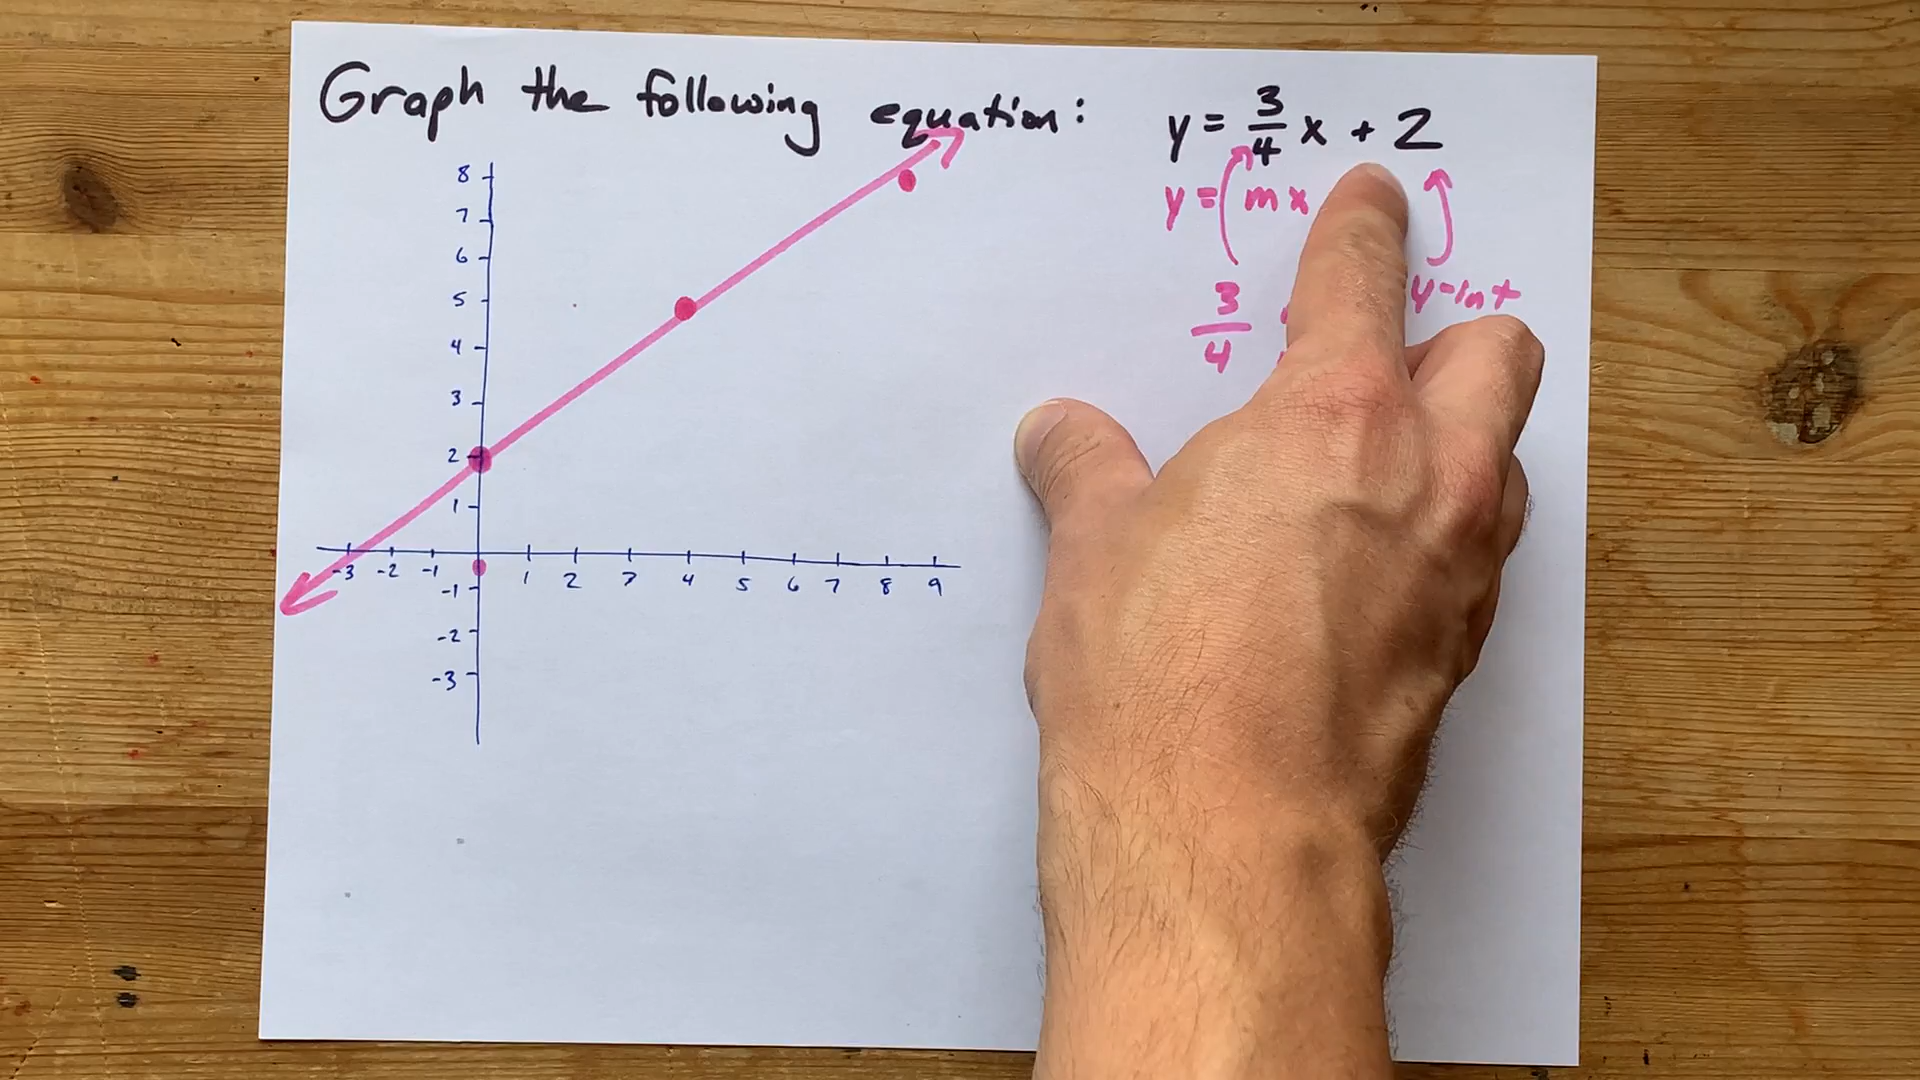 Graph the following equation:
y = 3/4 x + 2
y = mx
3/4
y-int
8
7
6
5
4
3
2
1
-3 -2 -1 1 2 3 4 5 6 7 8 9
-1
-2
-3